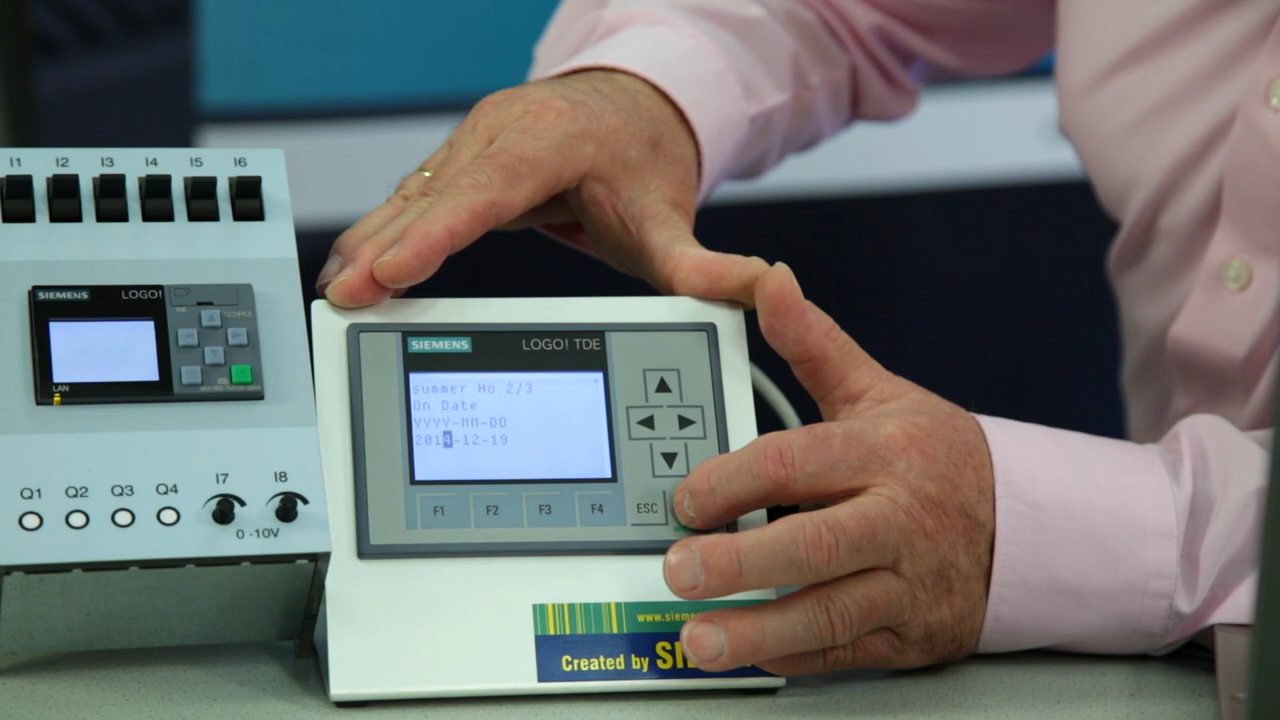 I1 I2 I3 I4 I5 I6
SIEMENS LOGO!
LAN
Q1 Q2 Q3 Q4 I7 I8
0 -10V
SIEMENS LOGO! TDE
summer Ho 2/3
On Date
YYYY-MM-DD
2014-12-19
F1 F2 F3 F4 ESC
Created by